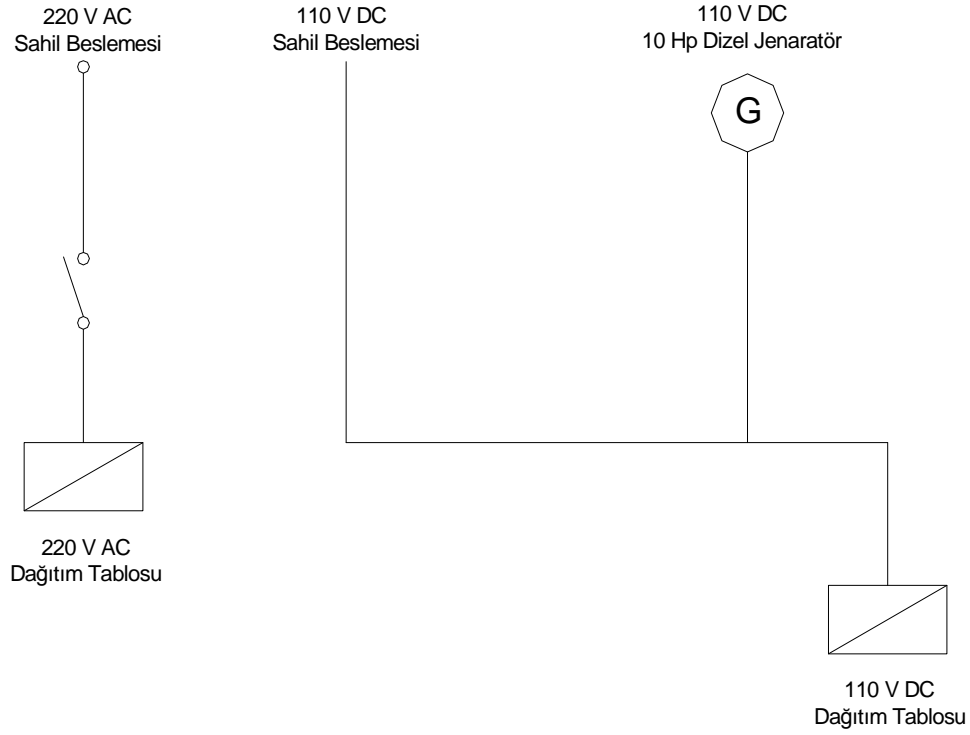 220 V AC
Sahil Beslemesi
110 V DC
Sahil Beslemesi
110 V DC
10 Hp Dizel Jenaratör
G
220 V AC
Dağıtım Tablosu
110 V DC
Dağıtım Tablosu